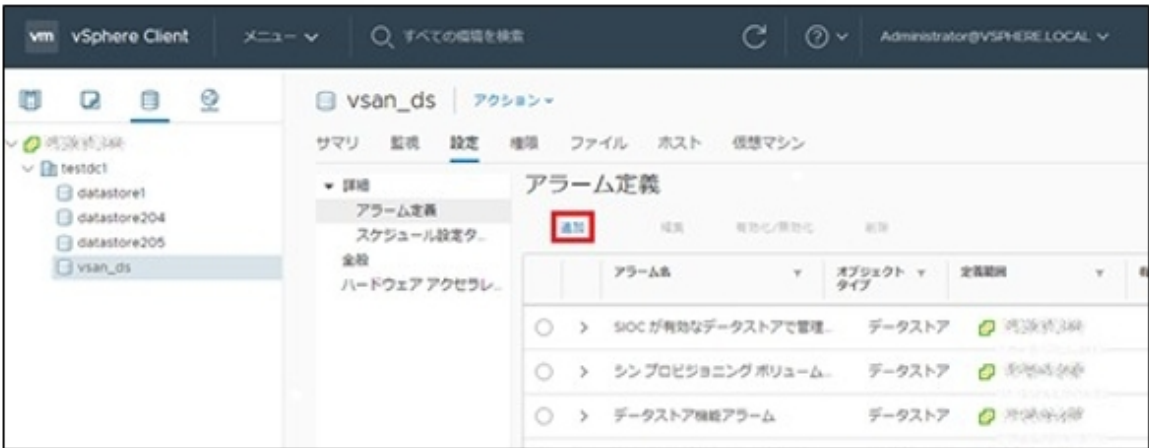 vm vSphere Client メニュー すべての環境を検索 Administrator@VSPHERE.LOCAL
vsan_ds アクション
サマリ 監視 設定 権限 ファイル ホスト 仮想マシン
testdc1
datastore1
datastore204
datastore205
vsan_ds
詳細
アラーム定義
スケジュール設定タ...
全般
ハードウェア アクセラレ...
アラーム定義
追加 編集 有効化/無効化 削除
アラーム名 オブジェクト タイプ 定義範囲
SIOC が有効なデータストアで管理... データストア
シン プロビジョニング ボリューム... データストア
データストア機能アラーム データストア